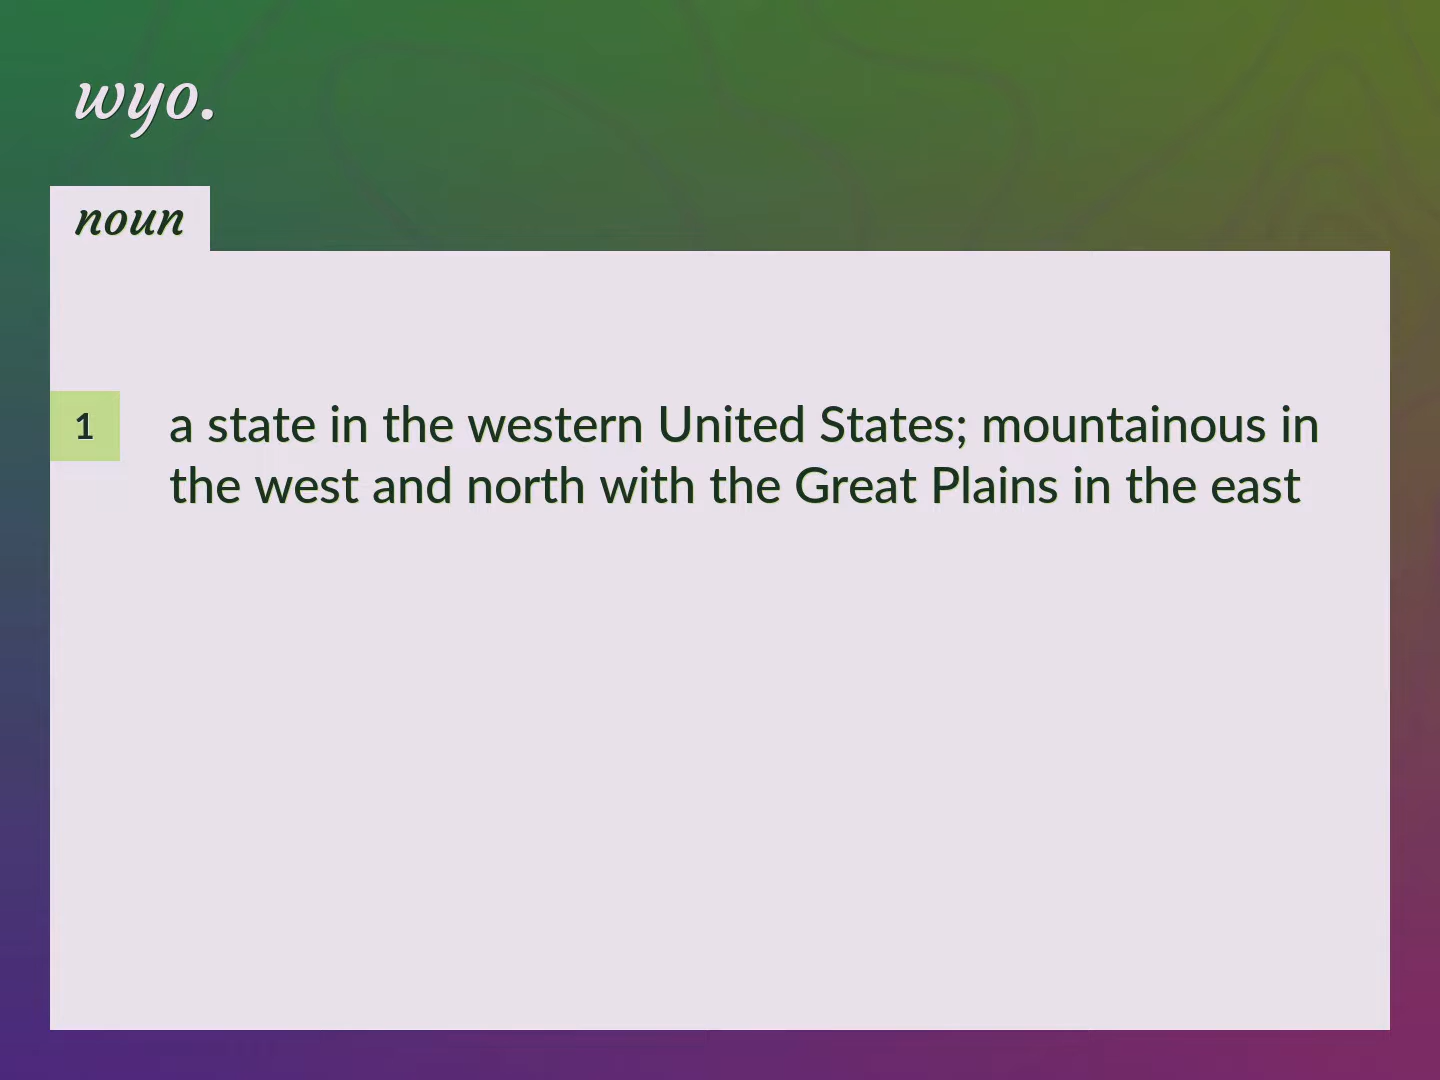 wyo.
noun
1 a state in the western United States; mountainous in
the west and north with the Great Plains in the east